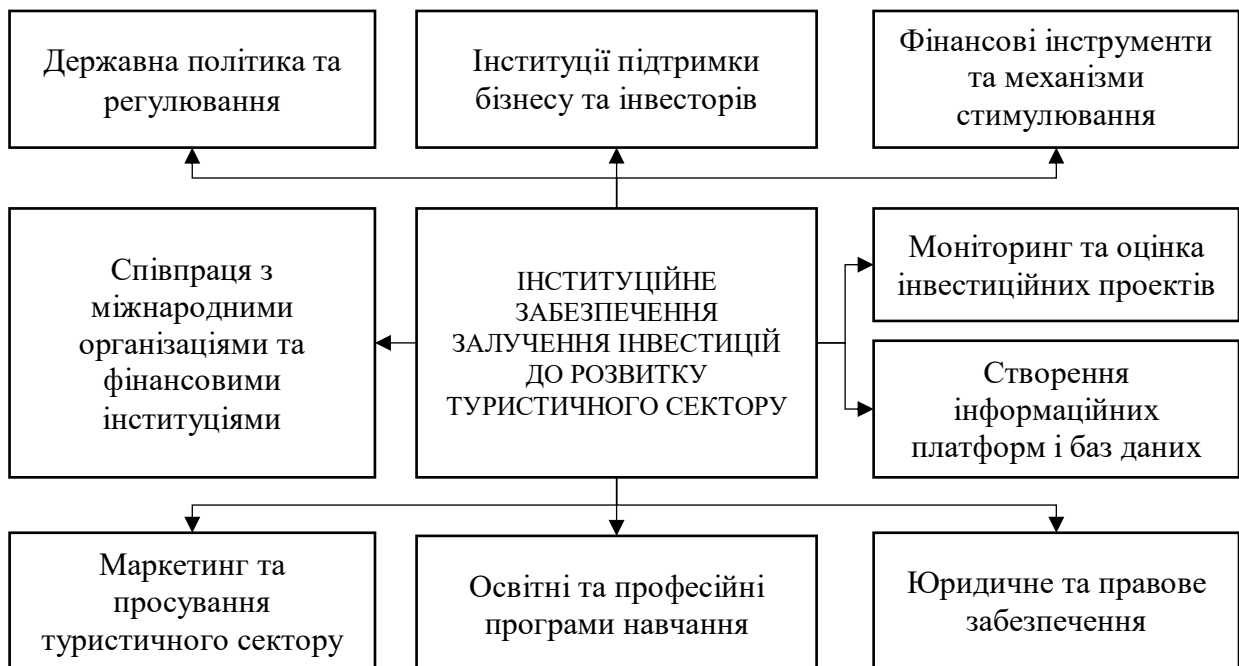 Державна політика та
регулювання
Інституції підтримки
бізнесу та інвесторів
Фінансові інструменти
та механізми
стимулювання
Співпраця з
міжнародними
організаціями та
фінансовими
інституціями
ІНСТИТУЦІЙНЕ
ЗАБЕЗПЕЧЕННЯ
ЗАЛУЧЕННЯ ІНВЕСТИЦІЙ
ДО РОЗВИТКУ
ТУРИСТИЧНОГО СЕКТОРУ
Моніторинг та оцінка
інвестиційних проектів
Створення
інформаційних
платформ і баз даних
Маркетинг та
просування
туристичного сектору
Освітні та професійні
програми навчання
Юридичне та правове
забезпечення